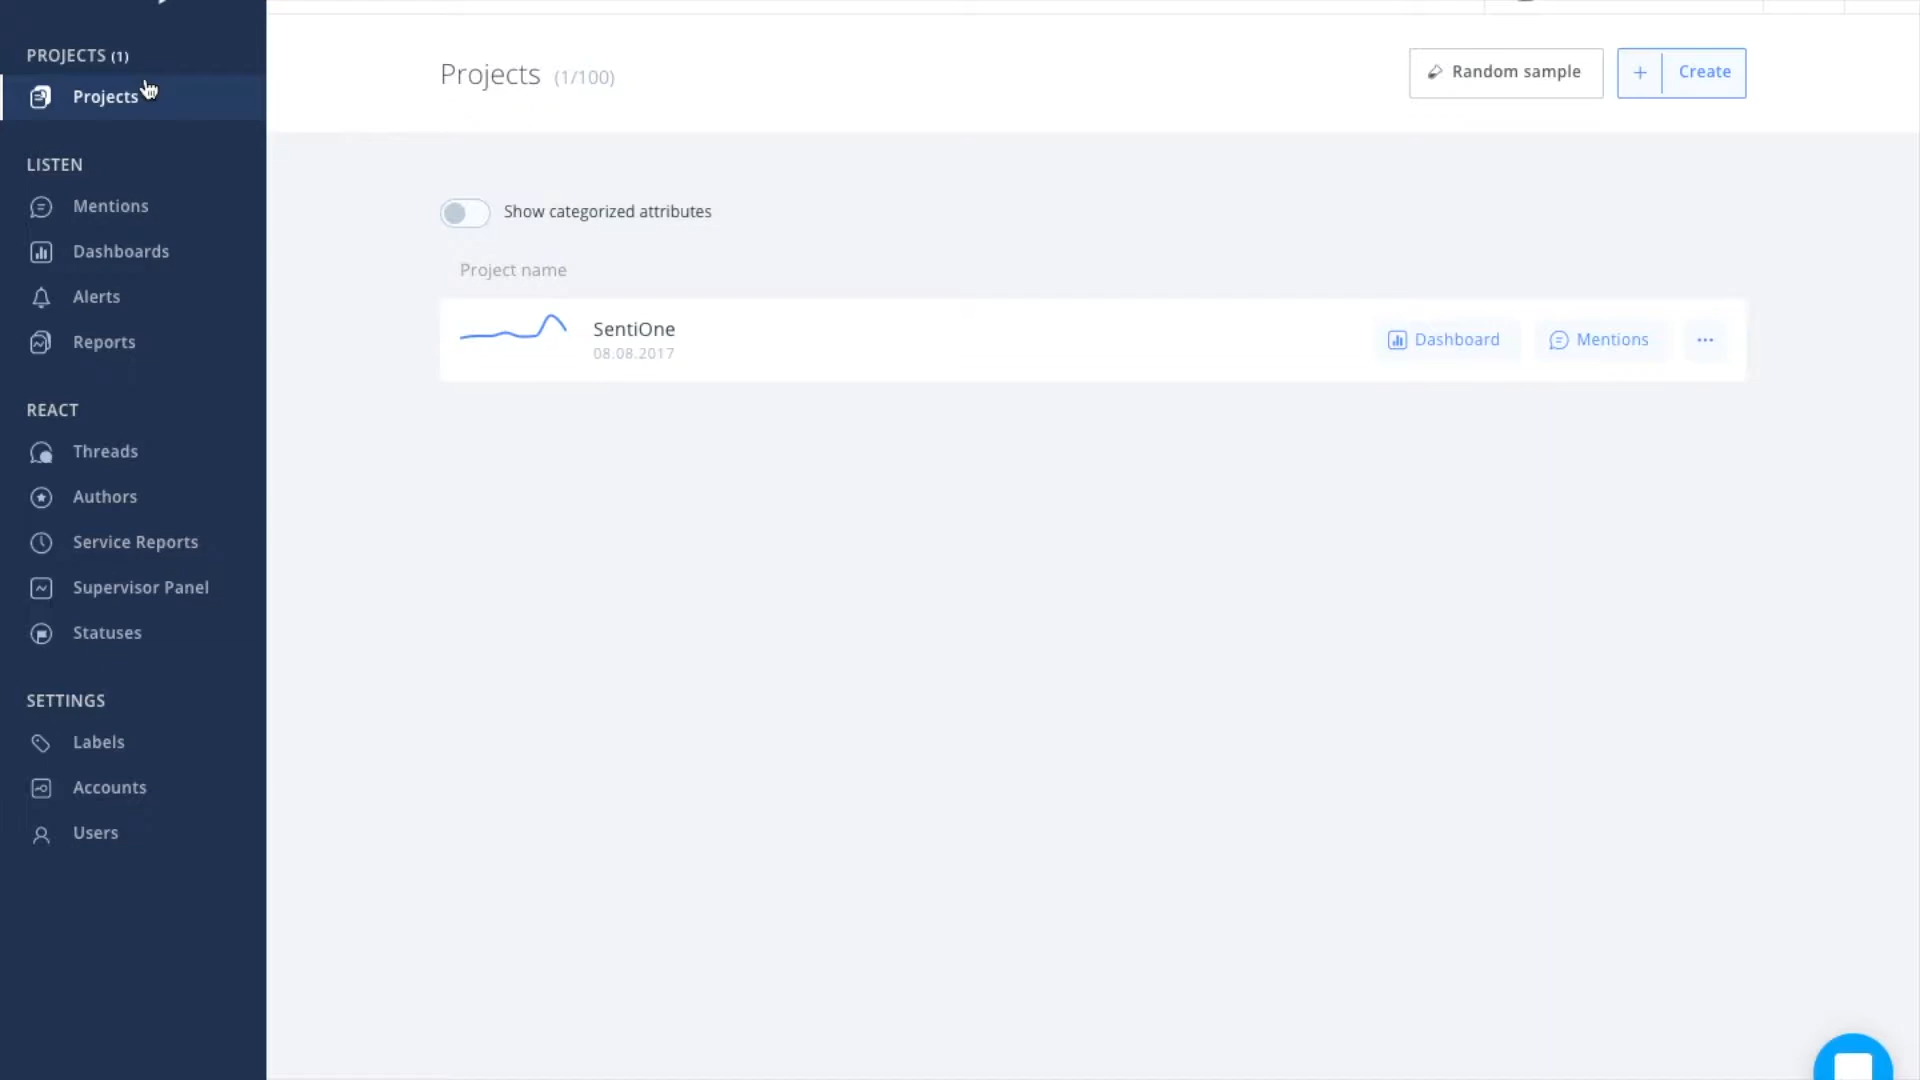 PROJECTS (1)
Projects
LISTEN
Mentions
Dashboards
Alerts
Reports
REACT
Threads
Authors
Service Reports
Supervisor Panel
Statuses
SETTINGS
Labels
Accounts
Users
Projects (1/100)
Random sample
+ Create
Show categorized attributes
Project name
SentiOne
08.08.2017
Dashboard
Mentions